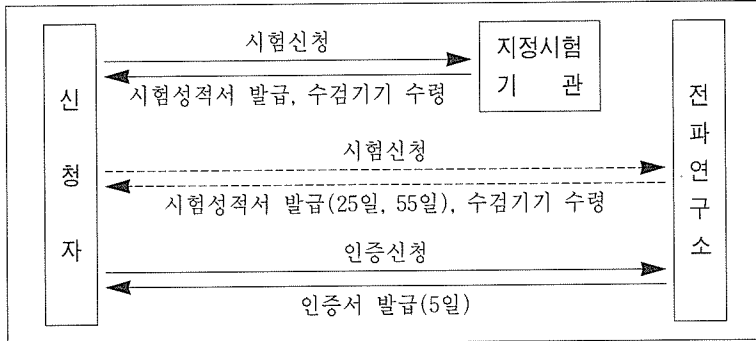 시험신청
지정시험
기 관
시험성적서 발급, 수검기기 수령
신청자
전파연구소
시험신청
시험성적서 발급(25일, 55일), 수검기기 수령
인증신청
인증서 발급(5일)